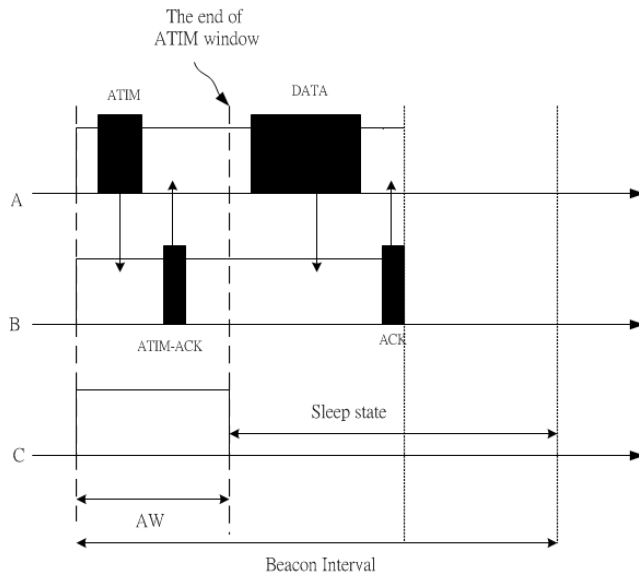 The end of
ATIM window
ATIM
DATA
A
B
ATIM-ACK
ACK
Sleep state
C
AW
Beacon Interval